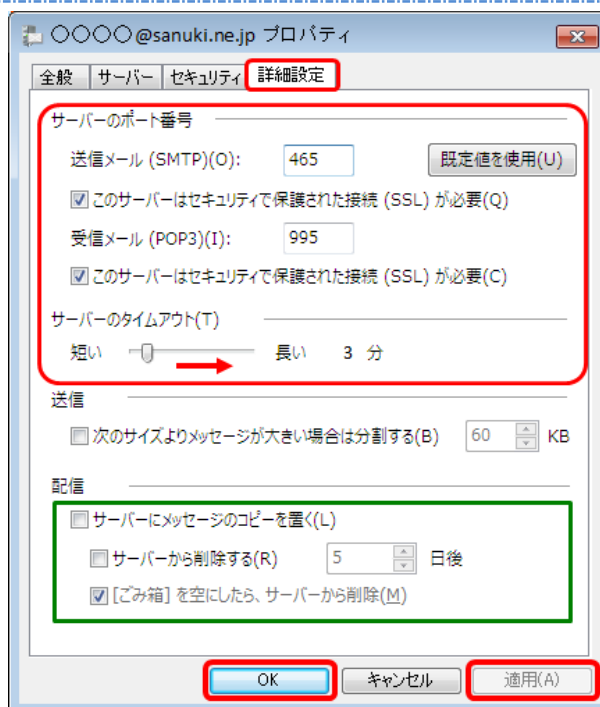 〇〇〇〇@sanuki.ne.jp プロパティ
全般 サーバー セキュリティ 詳細設定
サーバーのポート番号
送信メール (SMTP)(O): 465 既定値を使用(U)
このサーバーはセキュリティで保護された接続 (SSL) が必要(Q)
受信メール (POP3)(I): 995
このサーバーはセキュリティで保護された接続 (SSL) が必要(C)
サーバーのタイムアウト(T)
短い 長い 3 分
送信
次のサイズよりメッセージが大きい場合は分割する(B) 60 KB
配信
サーバーにメッセージのコピーを置く(L)
サーバーから削除する(R) 5 日後
[ごみ箱] を空にしたら、サーバーから削除(M)
OK キャンセル 適用(A)